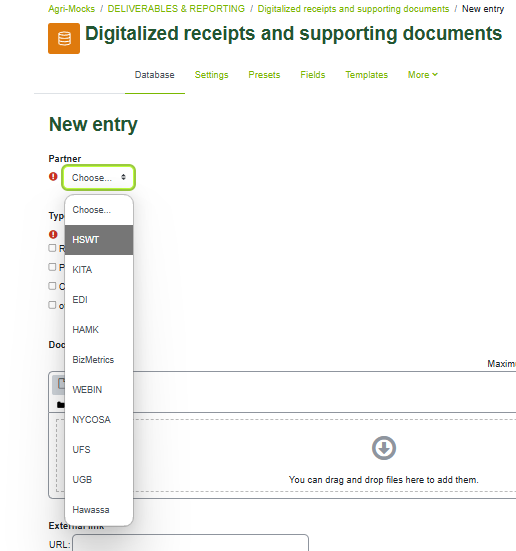 Agri-Mocks / DELIVERABLES & REPORTING / Digitalized receipts and supporting documents / New entry
Digitalized receipts and supporting documents
Database Settings Presets Fields Templates More
New entry
Partner
Choose...
Choose...
HSWT
KITA
EDI
HAMK
BizMetrics
WEBIN
NYCOSA
UFS
UGB
Hawassa
You can drag and drop files here to add them.
External link
URL: